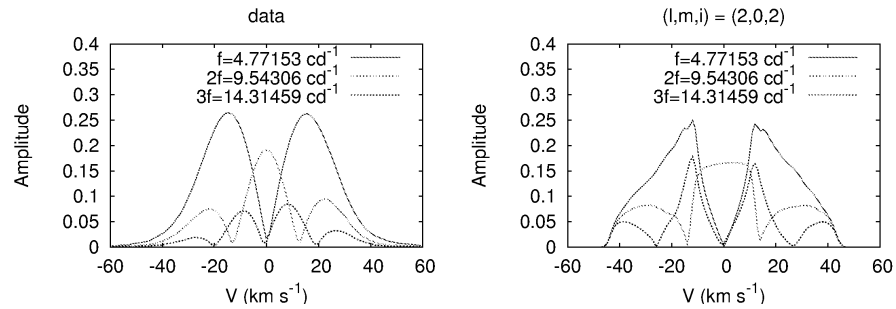 data
0.4
0.35
0.3
0.25
0.2
0.15
0.1
0.05
0
Amplitude
f=4.77153 cd⁻¹
2f=9.54306 cd⁻¹
3f=14.31459 cd⁻¹
-60 -40 -20 0 20 40 60
V (km s⁻¹)
(l,m,i) = (2,0,2)
0.4
0.35
0.3
0.25
0.2
0.15
0.1
0.05
0
Amplitude
f=4.77153 cd⁻¹
2f=9.54306 cd⁻¹
3f=14.31459 cd⁻¹
-60 -40 -20 0 20 40 60
V (km s⁻¹)